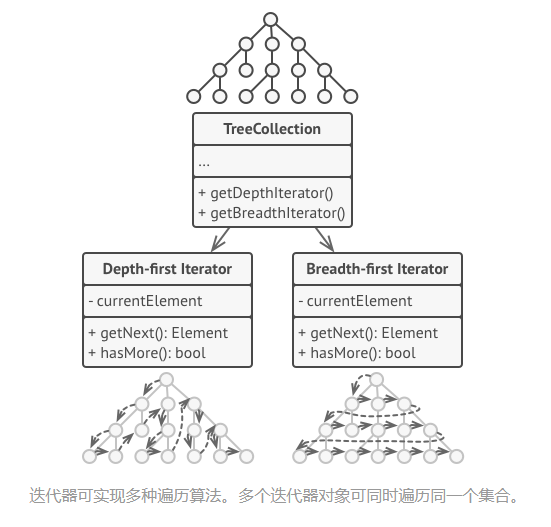 TreeCollection
...
+ getDepthIterator()
+ getBreadthIterator()
Depth-first Iterator
- currentElement
+ getNext(): Element
+ hasMore(): bool
Breadth-first Iterator
- currentElement
+ getNext(): Element
+ hasMore(): bool
迭代器可实现多种遍历算法。多个迭代器对象可同时遍历同一个集合。